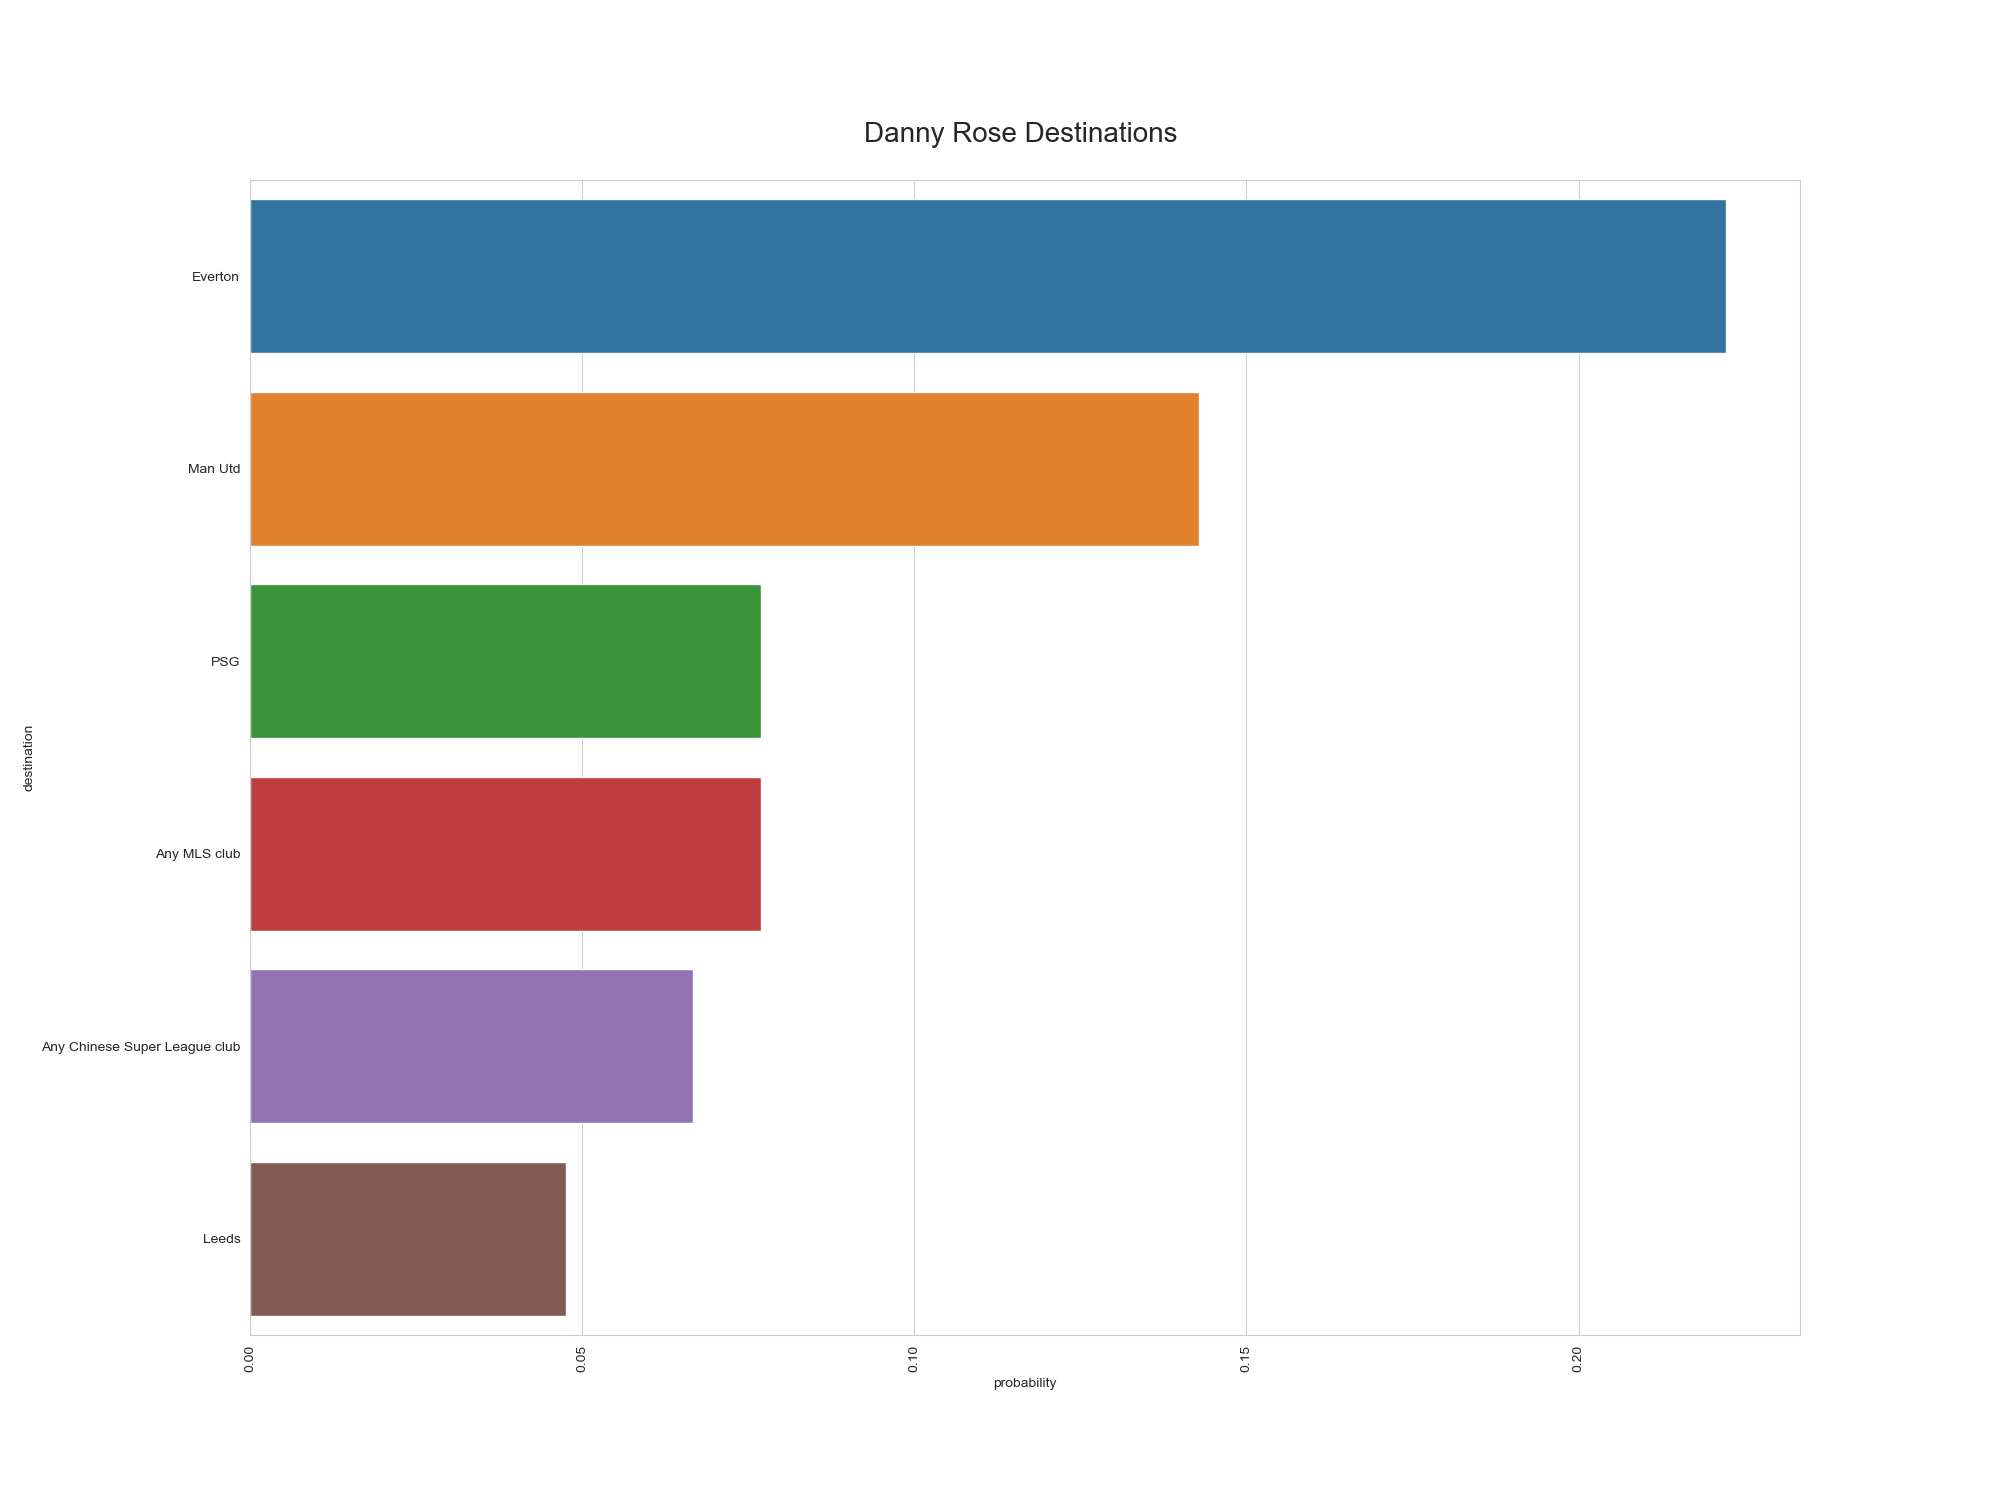 Danny Rose Destinations
destination
Everton
Man Utd
PSG
Any MLS club
Any Chinese Super League club
Leeds
0.00
0.05
0.10
0.15
0.20
probability